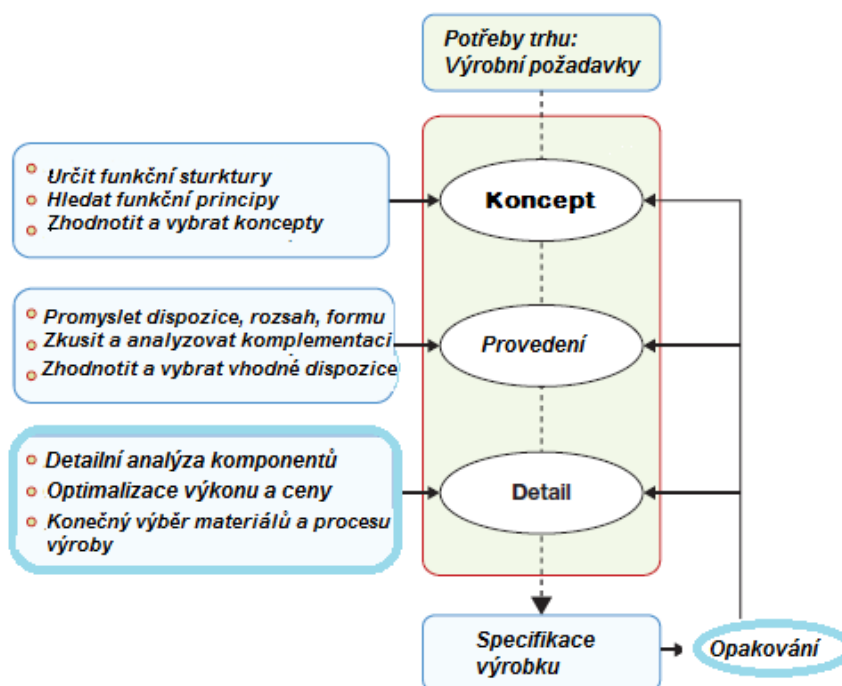 Potřeby trhu:
Výrobní požadavky
Určit funkční sturktury
Hledat funkční principy
Zhodnotit a vybrat koncepty
Koncept
Promyslet dispozice, rozsah, formu
Zkusit a analyzovat komplementaci
Zhodnotit a vybrat vhodné dispozice
Provedení
Detailní analýza komponentů
Optimalizace výkonu a ceny
Konečný výběr materiálů a procesu
výroby
Detail
Specifikace
výrobku
Opakování